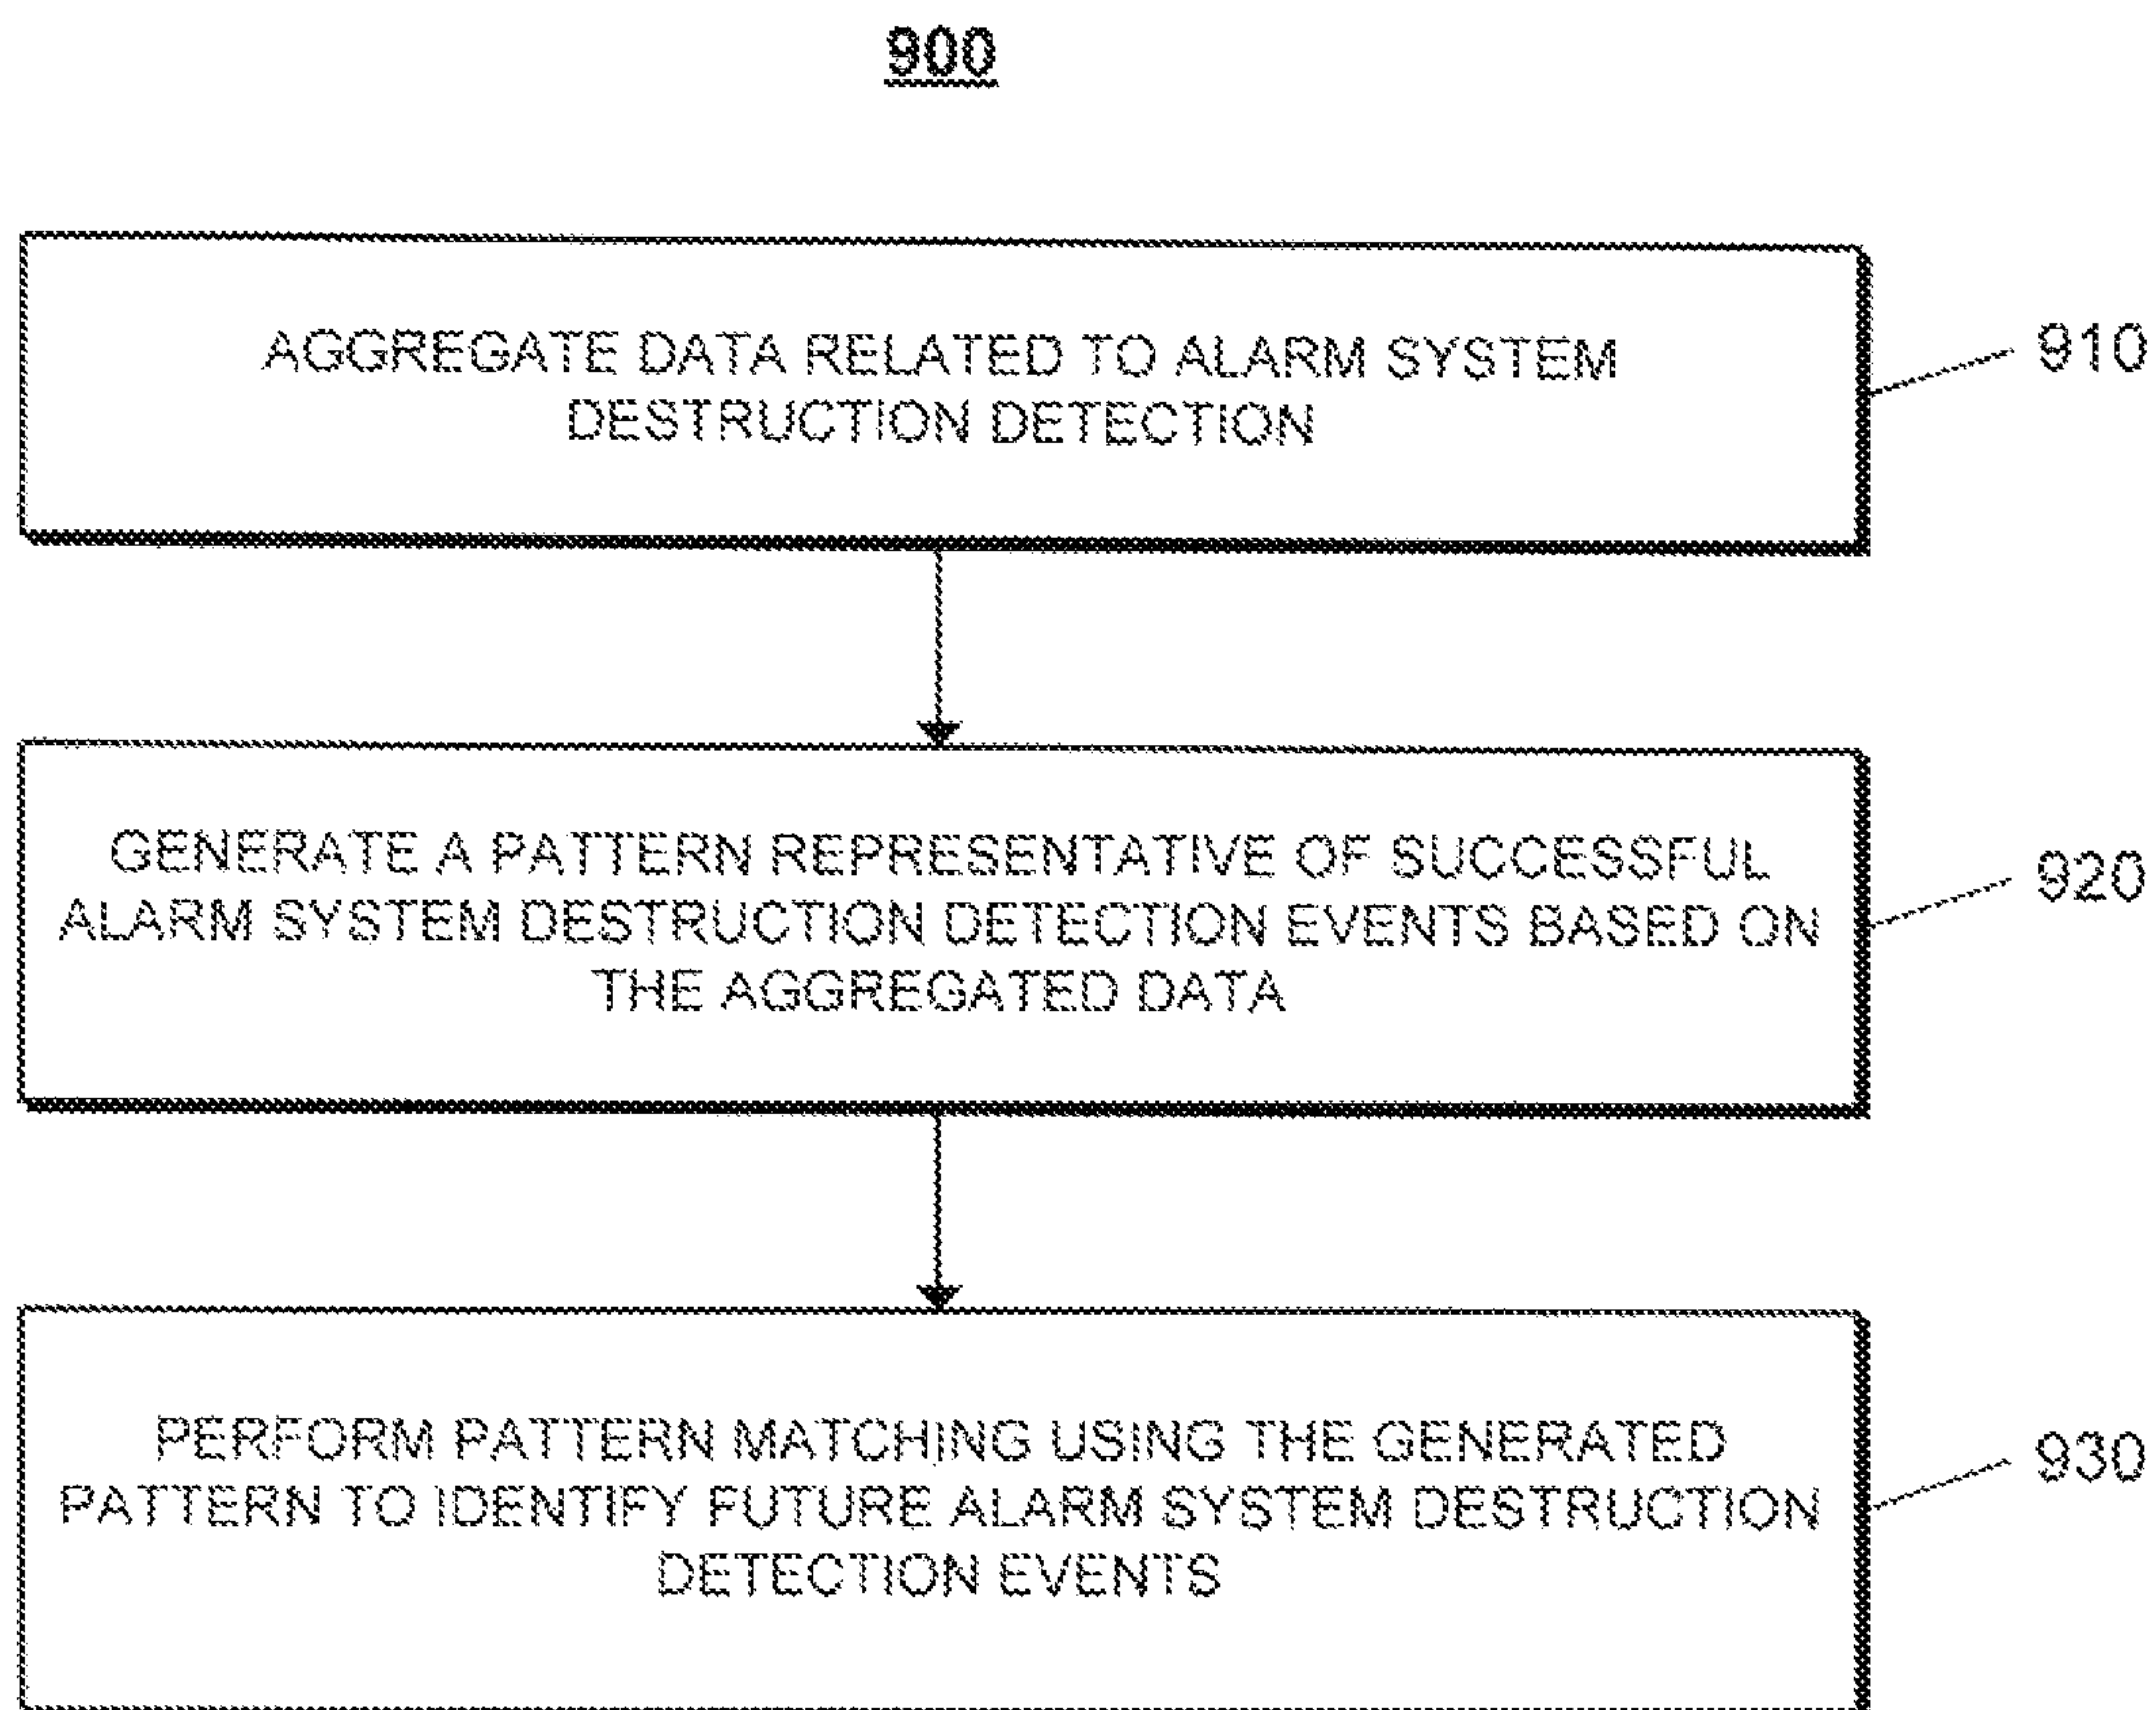 900
AGGREGATE DATA RELATED TO ALARM SYSTEM
DESTRUCTION DETECTION
910
GENERATE A PATTERN REPRESENTATIVE OF SUCCESSFUL
ALARM SYSTEM DESTRUCTION DETECTION EVENTS BASED ON
THE AGGREGATED DATA
920
PERFORM PATTERN MATCHING USING THE GENERATED
PATTERN TO IDENTIFY FUTURE ALARM SYSTEM DESTRUCTION
DETECTION EVENTS
930